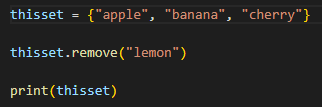 thisset = {"apple", "banana", "cherry"}
thisset.remove("lemon")
print(thisset)